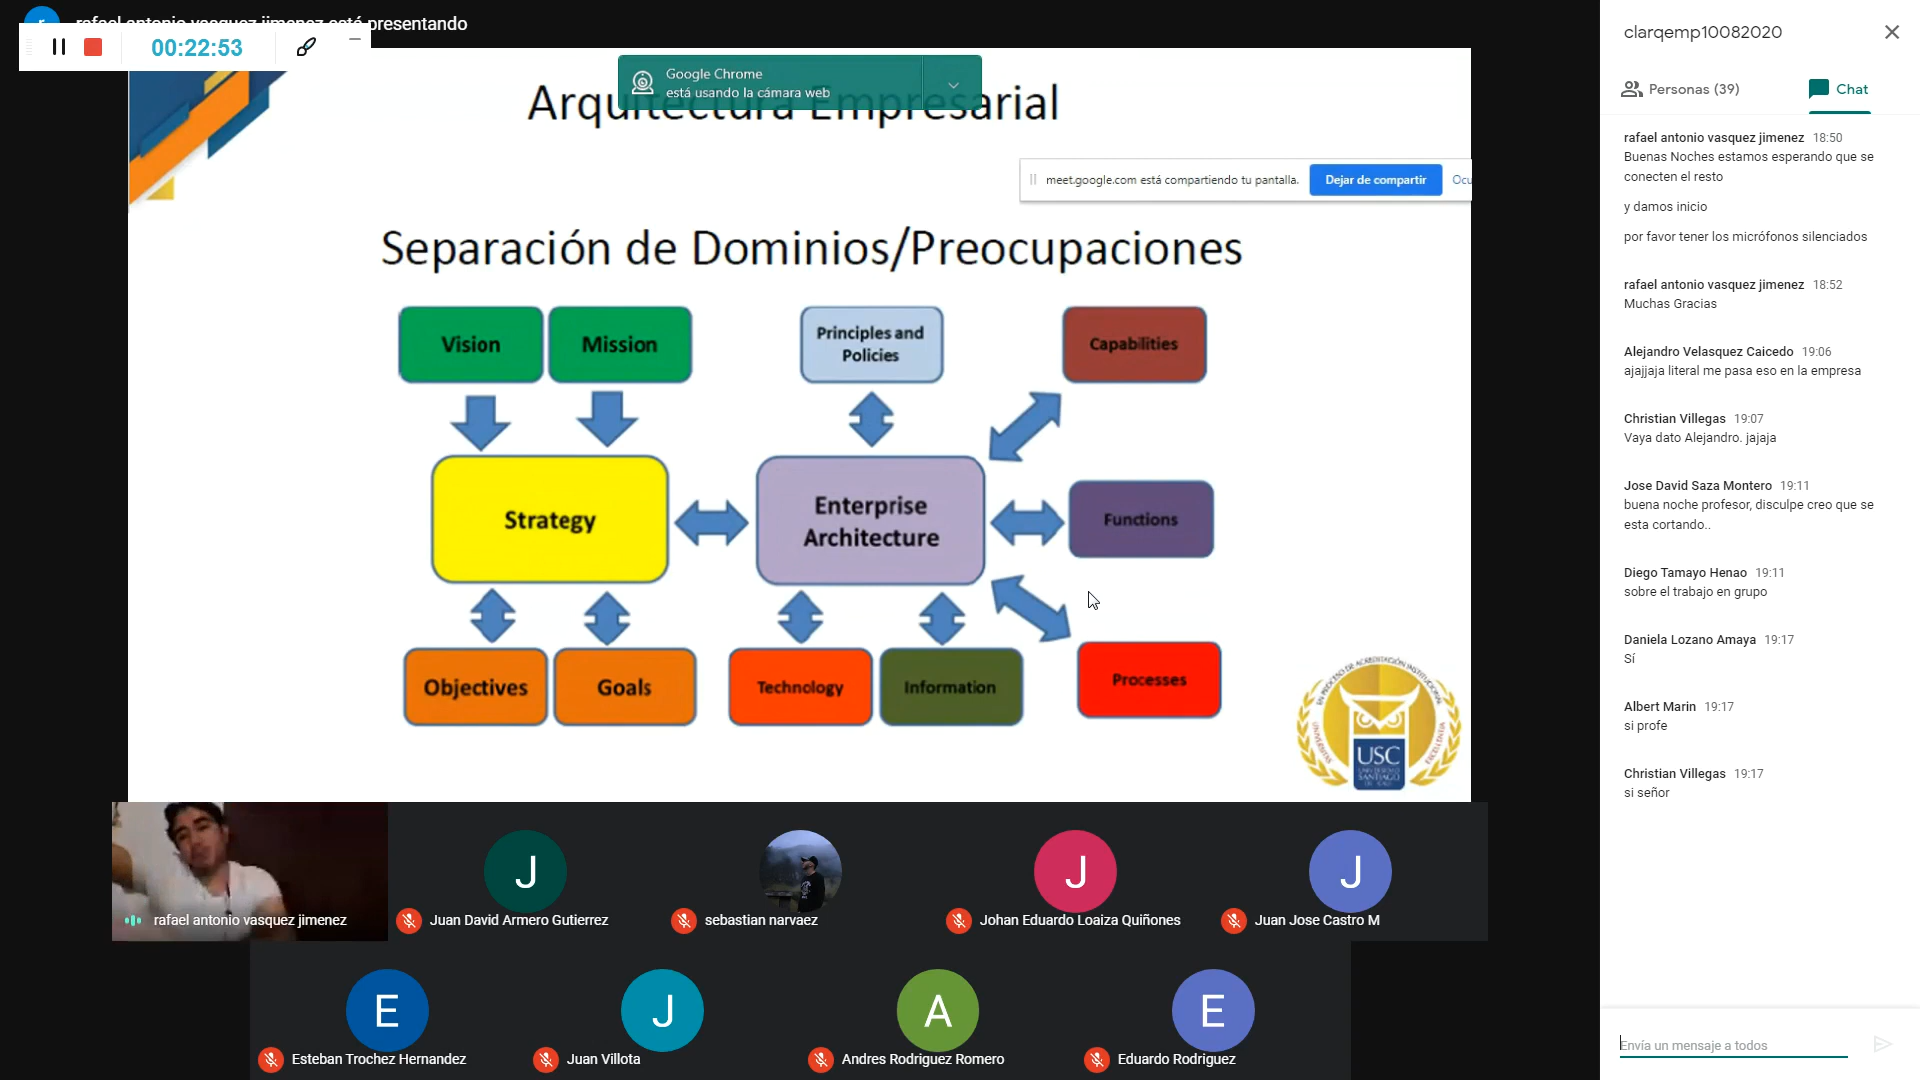 rafael antonio vasquez jimenez está presentando
00:22:53
Google Chrome
está usando la cámara web
Arquitectura Empresarial
meet.google.com está compartiendo tu pantalla.
Dejar de compartir
Ocu
Separación de Dominios/Preocupaciones
Vision
Mission
Principles and
Policies
Capabilities
Strategy
Enterprise
Architecture
Functions
Objectives
Goals
Technology
Information
Processes
EN PROCESO DE ACREDITACIÓN INSTITUCIONAL
USC
rafael antonio vasquez jimenez
J
Juan David Armero Gutierrez
sebastian narvaez
J
Johan Eduardo Loaiza Quiñones
J
Juan Jose Castro M
E
Esteban Trochez Hernandez
J
Juan Villota
A
Andres Rodriguez Romero
E
Eduardo Rodriguez
clarqemp10082020
Personas (39)
Chat
rafael antonio vasquez jimenez 18:50
Buenas Noches estamos esperando que se
conecten el resto
y damos inicio
por favor tener los micrófonos silenciados
rafael antonio vasquez jimenez 18:52
Muchas Gracias
Alejandro Velasquez Caicedo 19:06
ajajjaja literal me pasa eso en la empresa
Christian Villegas 19:07
Vaya dato Alejandro. jajaja
Jose David Saza Montero 19:11
buena noche profesor, disculpe creo que se
esta cortando..
Diego Tamayo Henao 19:11
sobre el trabajo en grupo
Daniela Lozano Amaya 19:17
Sí
Albert Marin 19:17
si profe
Christian Villegas 19:17
si señor
Envía un mensaje a todos